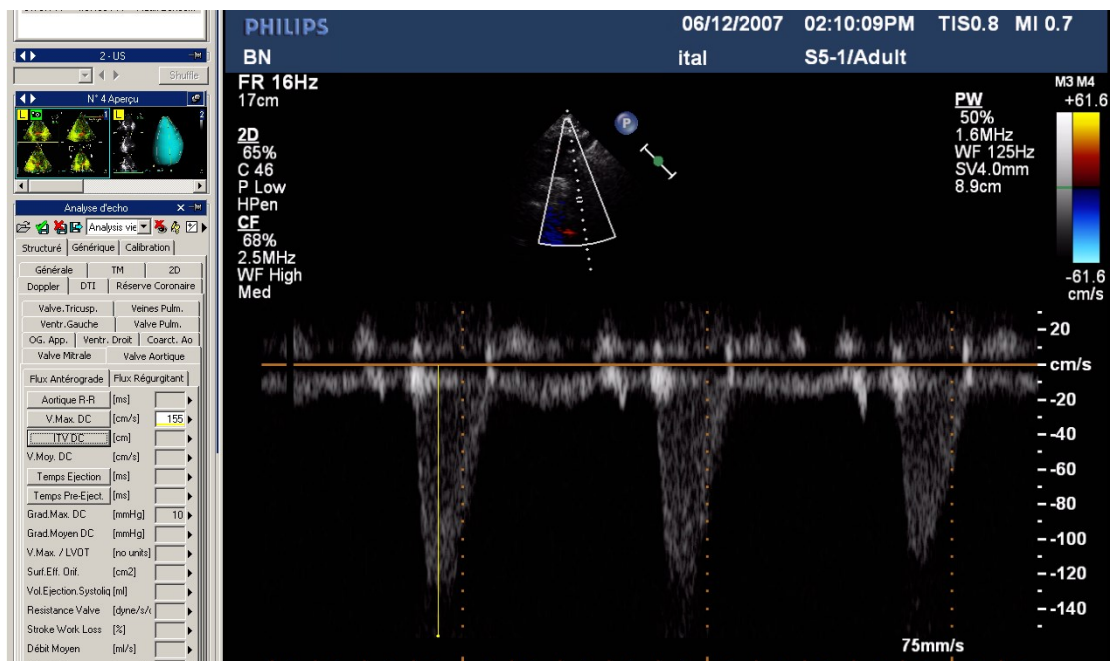 2 - US
Shuffle
N° 4 Aperçu
L
1
L
2
Analyse d'echo
Analysis vie
Structuré Générique Calibration
Générale TM 2D
Doppler DTI Réserve Coronaire
Valve.Tricusp. Veines Pulm.
Ventr.Gauche Valve Pulm.
OG. App. Ventr. Droit Coarct. Ao
Valve Mitrale Valve Aortique
Flux Antérograde Flux Régurgitant
Aortique R-R [ms]
V.Max. DC [cm/s] 155
ITV DC [cm]
V.Moy. DC [cm/s]
Temps Ejection [ms]
Temps Pre-Eject. [ms]
Grad.Max. DC [mmHg] 10
Grad.Moyen DC [mmHg]
V.Max. / LVOT [no units]
Surf.Eff. Orif. [cm2]
Vol.Ejection.Systoliq [ml]
Resistance Valve [dyne/s/c
Stroke Work Loss [%]
Débit Moyen [ml/s]
PHILIPS 06/12/2007 02:10:09PM TIS0.8 MI 0.7
BN ital S5-1/Adult
FR 16Hz
17cm
2D
65%
C 46
P Low
HPen
CF
68%
2.5MHz
WF High
Med
P
PW
50%
1.6MHz
WF 125Hz
SV4.0mm
8.9cm
M3 M4
+61.6
-61.6
cm/s
20
cm/s
-20
-40
-60
-80
-100
-120
-140
75mm/s